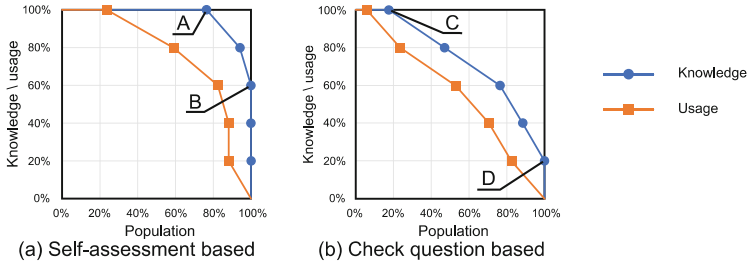 100%
80%
60%
40%
20%
0%
Knowledge \ usage
A
B
0% 20% 40% 60% 80% 100%
Population
(a) Self-assessment based
100%
80%
60%
40%
20%
0%
Knowledge \ usage
C
D
0% 20% 40% 60% 80% 100%
Population
(b) Check question based
Knowledge
Usage